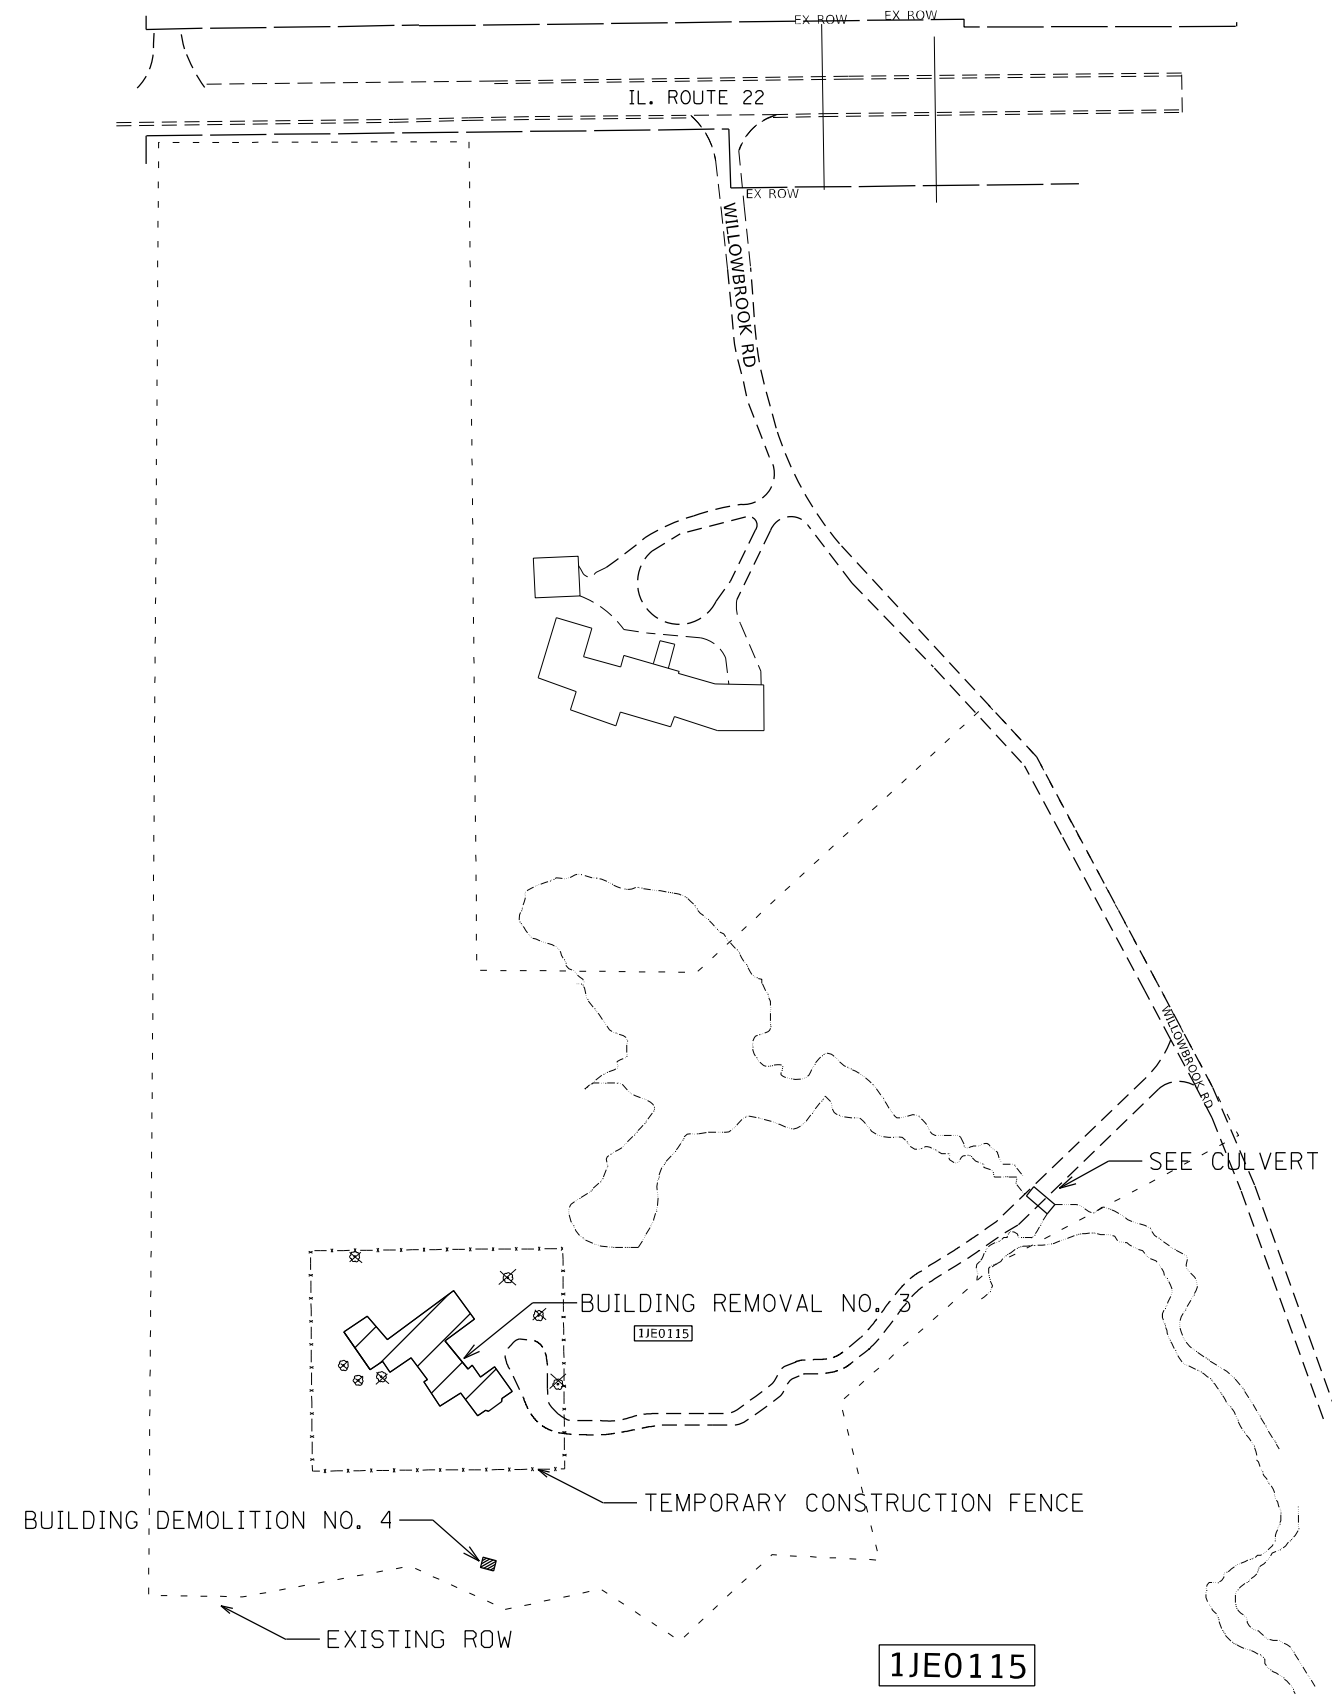 EX ROW
EX ROW
IL. ROUTE 22
EX ROW
WILLOWBROOK RD
WILLOWBROOK RD
SEE CULVERT
BUILDING REMOVAL NO. 3
1JE0115
TEMPORARY CONSTRUCTION FENCE
BUILDING DEMOLITION NO. 4
EXISTING ROW
1JE0115